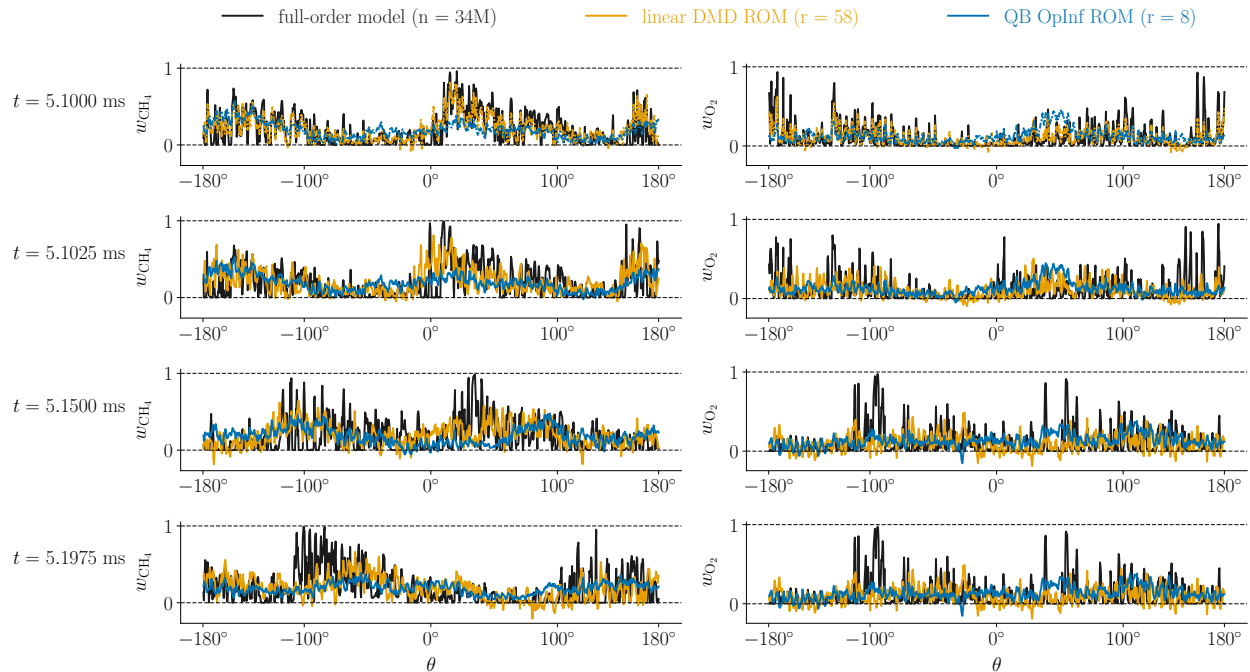 full-order model (n = 34M) linear DMD ROM (r = 58) QB OpInf ROM (r = 8)
t = 5.1000 ms
w_CH₄
1
0
−180° −100° 0° 100° 180°
w_O₂
1
0
−180° −100° 0° 100° 180°
t = 5.1025 ms
w_CH₄
1
0
−180° −100° 0° 100° 180°
w_O₂
1
0
−180° −100° 0° 100° 180°
t = 5.1500 ms
w_CH₄
1
0
−180° −100° 0° 100° 180°
w_O₂
1
0
−180° −100° 0° 100° 180°
t = 5.1975 ms
w_CH₄
1
0
−180° −100° 0° 100° 180°
θ
w_O₂
1
0
−180° −100° 0° 100° 180°
θ